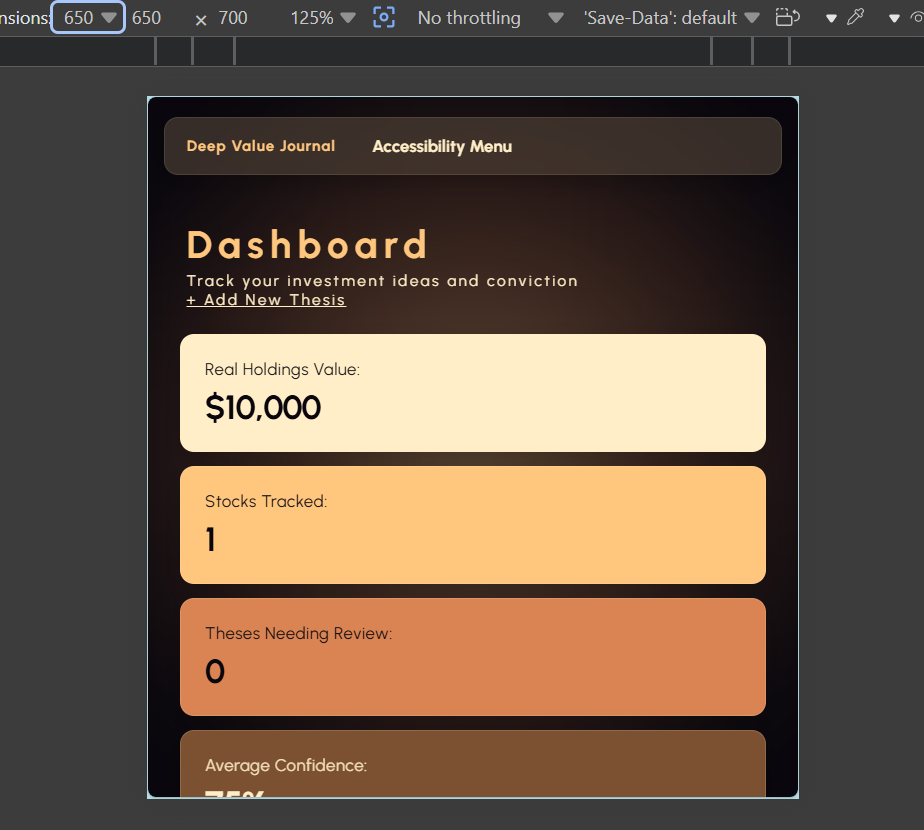 nsions: 650 650 × 700 125% No throttling 'Save-Data': default
Deep Value Journal Accessibility Menu
Dashboard
Track your investment ideas and conviction
+ Add New Thesis
Real Holdings Value:
$10,000
Stocks Tracked:
1
Theses Needing Review:
0
Average Confidence:
75%